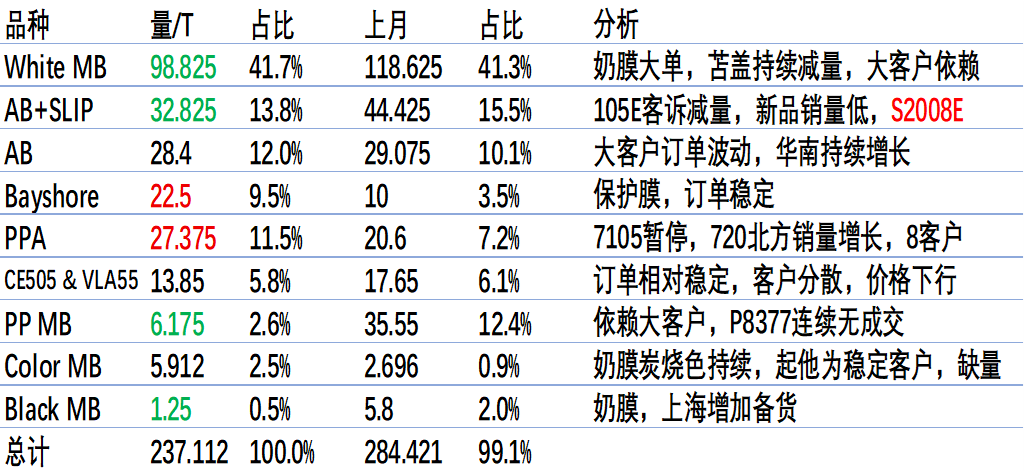 品种 量/T 占比 上月 占比 分析
White MB 98.825 41.7% 118.625 41.3% 奶膜大单，苫盖持续减量，大客户依赖
AB+SLIP 32.825 13.8% 44.425 15.5% 105E客诉减量，新品销量低，S2008E
AB 28.4 12.0% 29.075 10.1% 大客户订单波动，华南持续增长
Bayshore 22.5 9.5% 10 3.5% 保护膜，订单稳定
PPA 27.375 11.5% 20.6 7.2% 7105暂停，720北方销量增长，8客户
CE505 & VLA55 13.85 5.8% 17.65 6.1% 订单相对稳定，客户分散，价格下行
PP MB 6.175 2.6% 35.55 12.4% 依赖大客户，P8377连续无成交
Color MB 5.912 2.5% 2.696 0.9% 奶膜炭烧色持续，起他为稳定客户，缺量
Black MB 1.25 0.5% 5.8 2.0% 奶膜，上海增加备货
总计 237.112 100.0% 284.421 99.1%